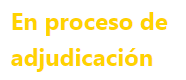 En proceso de
adjudicación